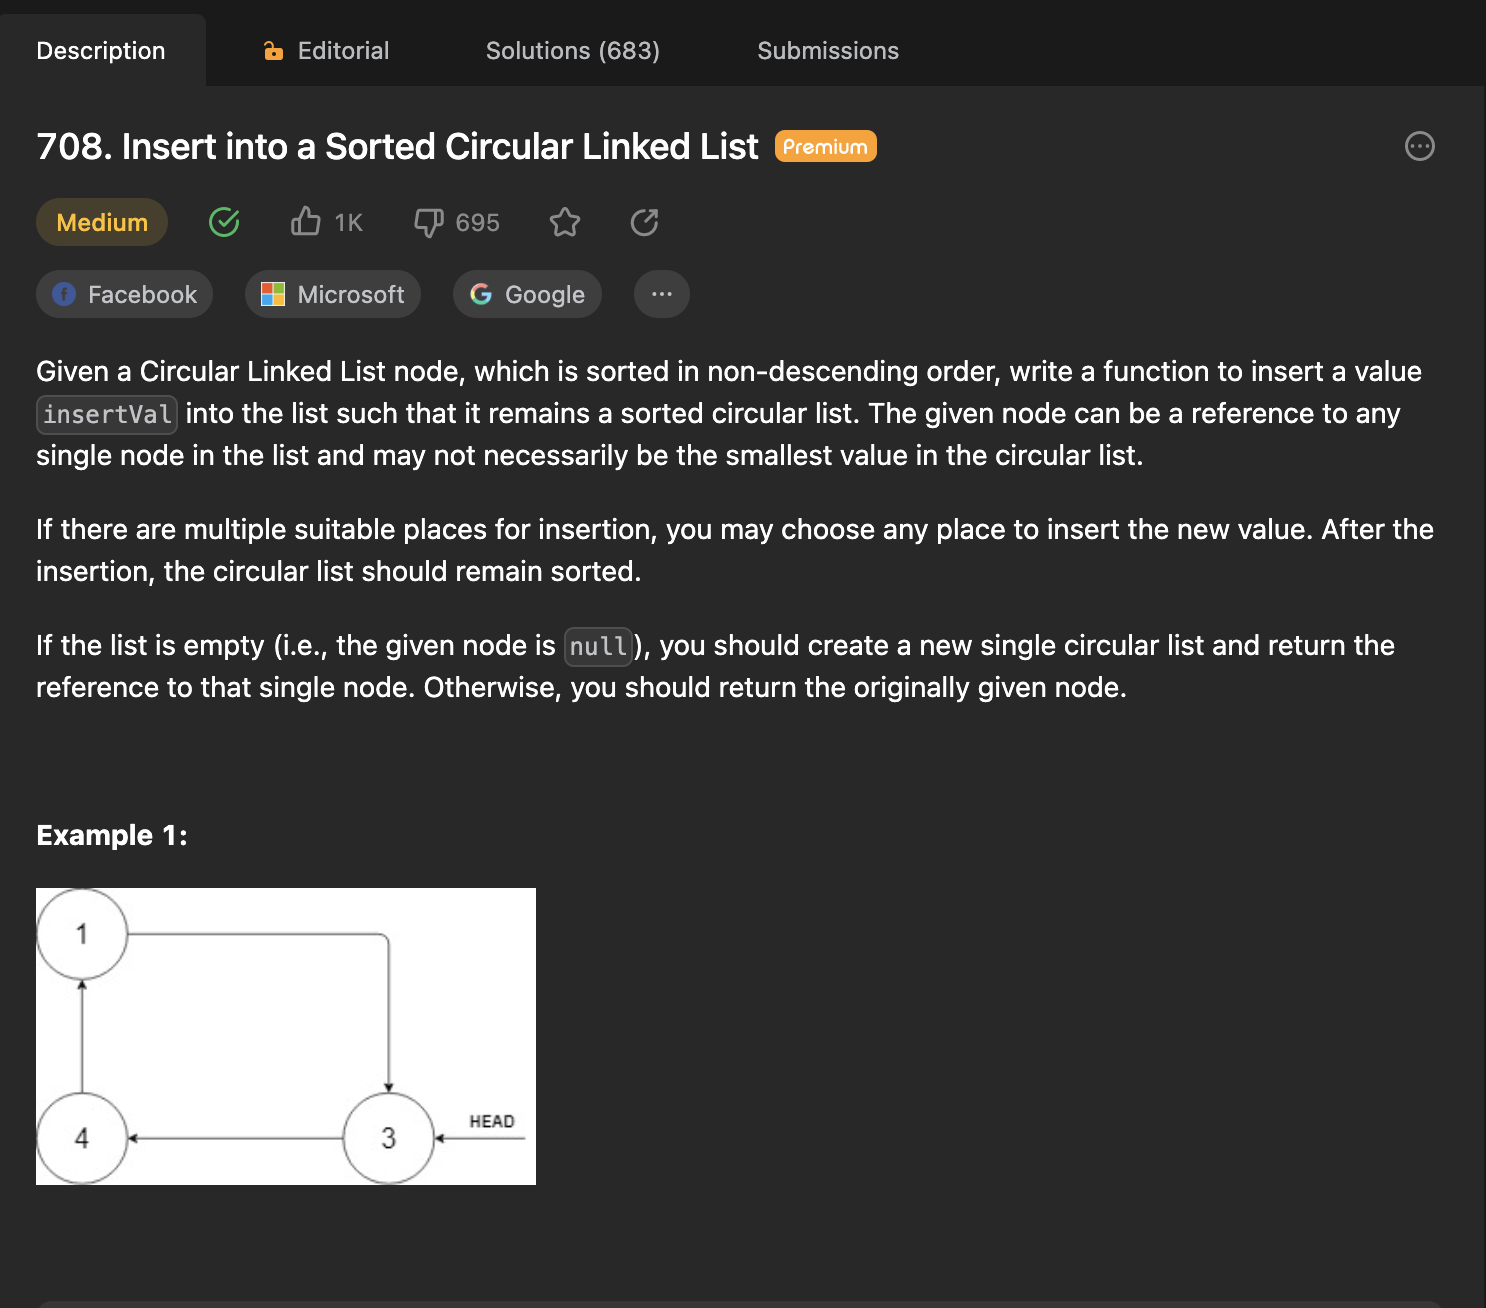 Description
Editorial
Solutions (683)
Submissions
708. Insert into a Sorted Circular Linked List Premium
Medium
1K
695
Facebook
Microsoft
Google
Given a Circular Linked List node, which is sorted in non-descending order, write a function to insert a value
insertVal into the list such that it remains a sorted circular list. The given node can be a reference to any
single node in the list and may not necessarily be the smallest value in the circular list.
If there are multiple suitable places for insertion, you may choose any place to insert the new value. After the
insertion, the circular list should remain sorted.
If the list is empty (i.e., the given node is null), you should create a new single circular list and return the
reference to that single node. Otherwise, you should return the originally given node.
Example 1:
1
4
3
HEAD